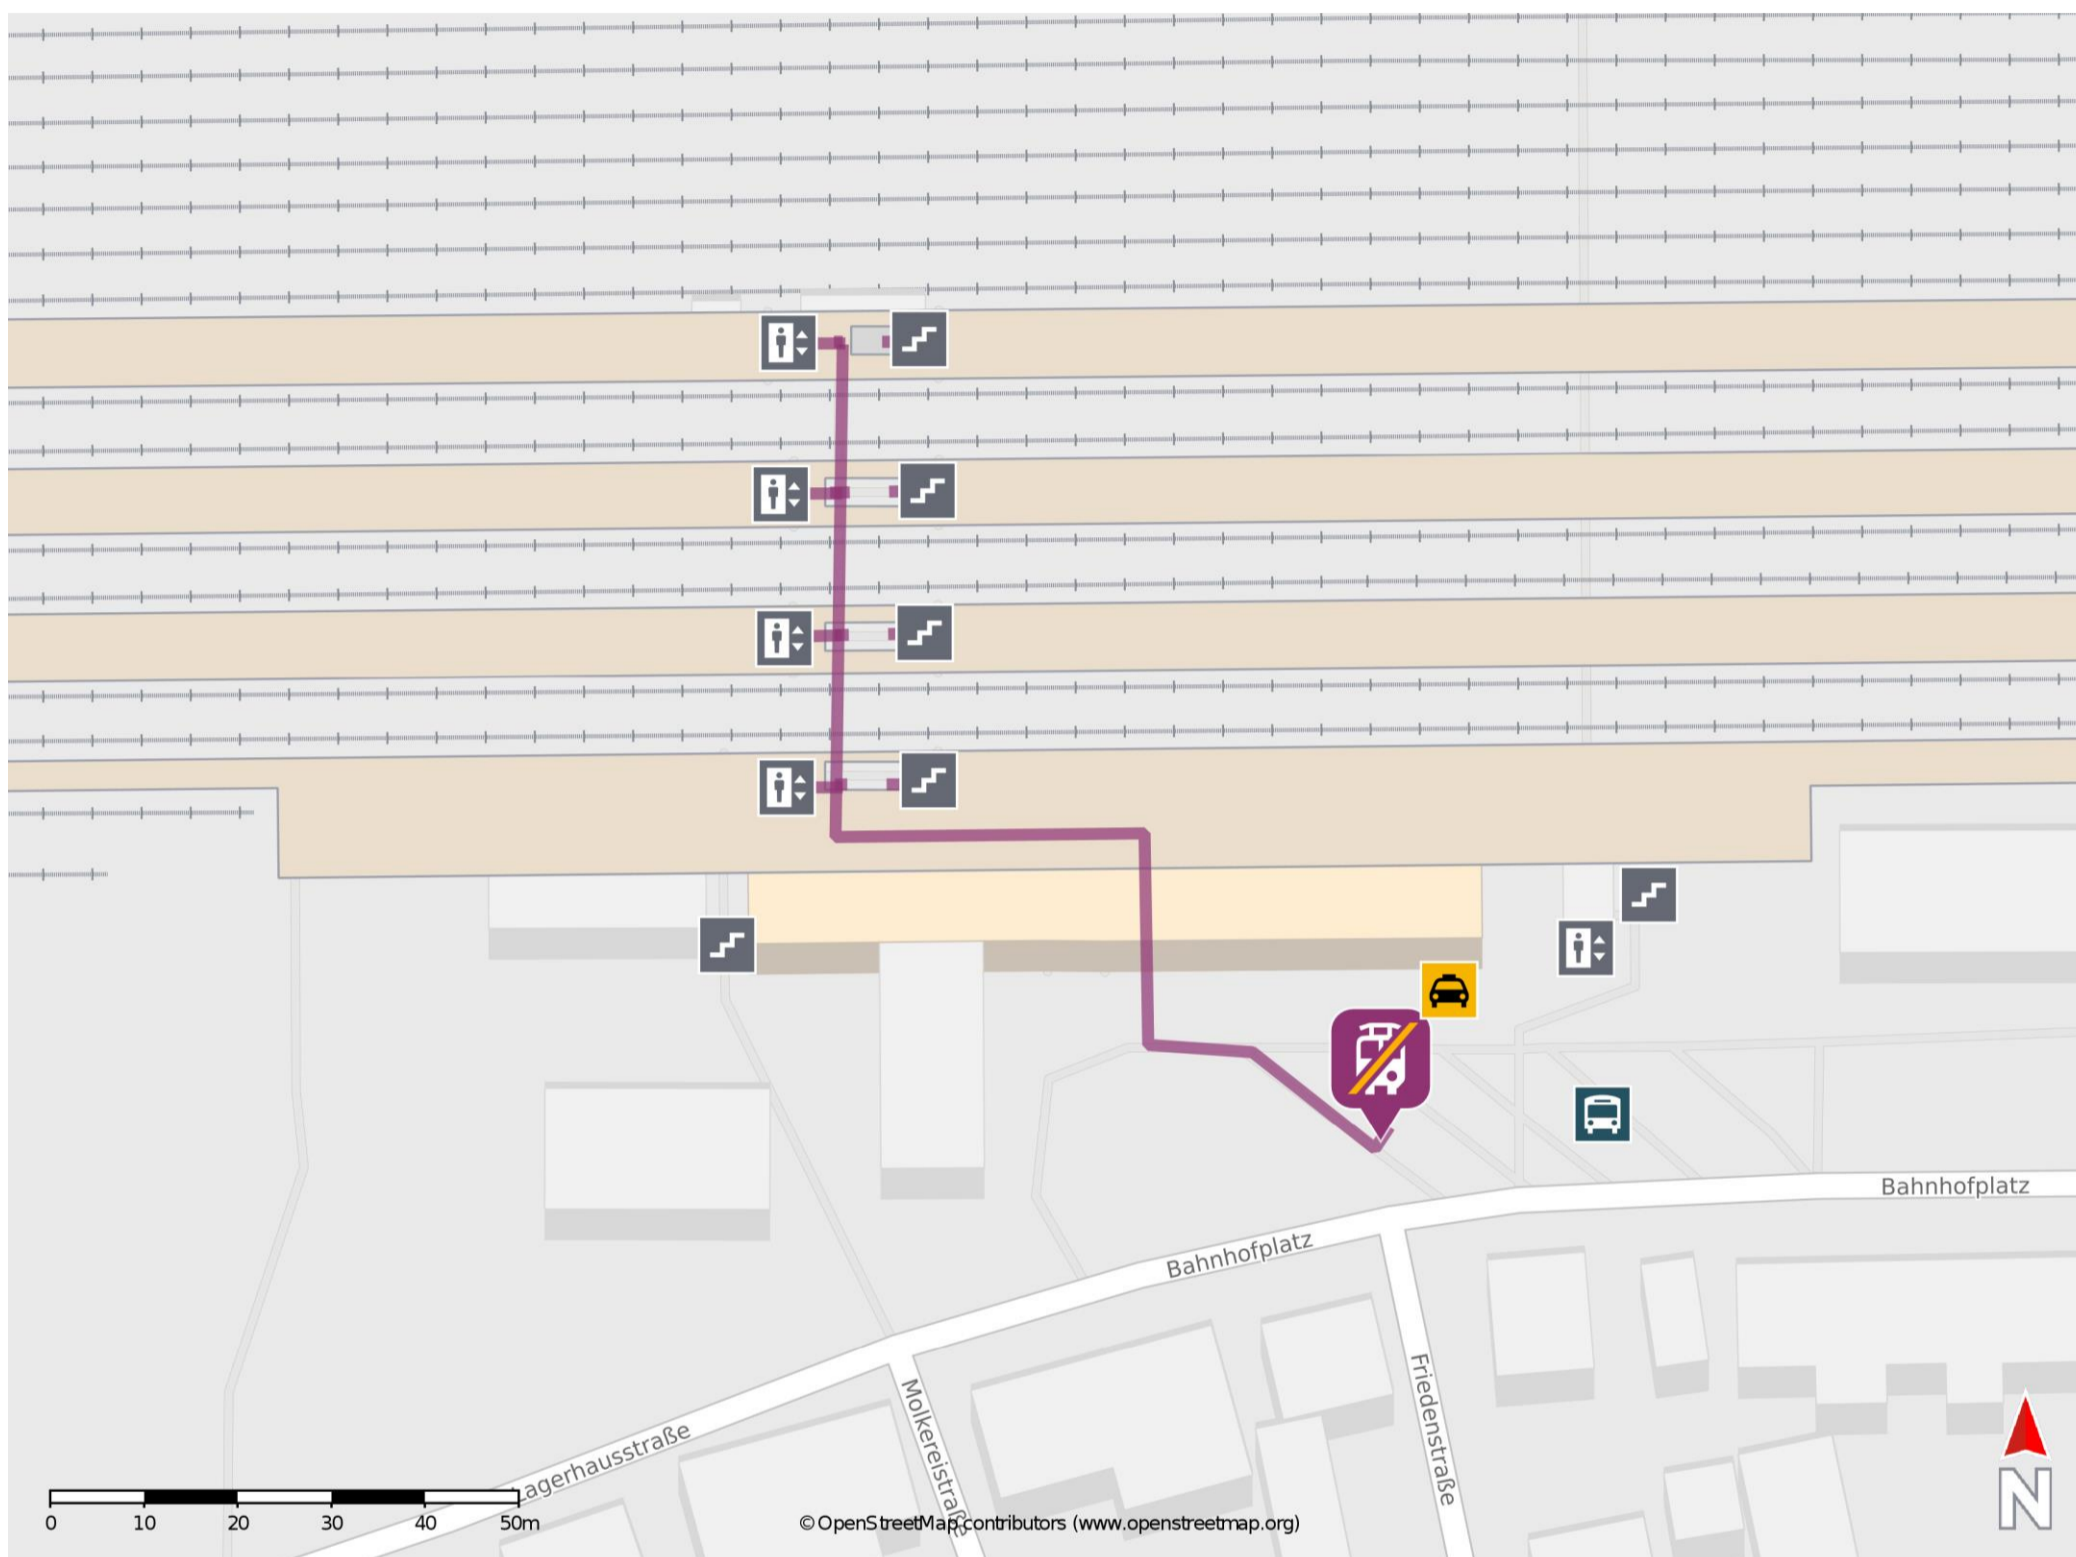 Bahnhofplatz
Bahnhofplatz
Lagerhausstraße
Molkereistraße
Friedenstraße
N
0 10 20 30 40 50m
© OpenStreetMap contributors (www.openstreetmap.org)